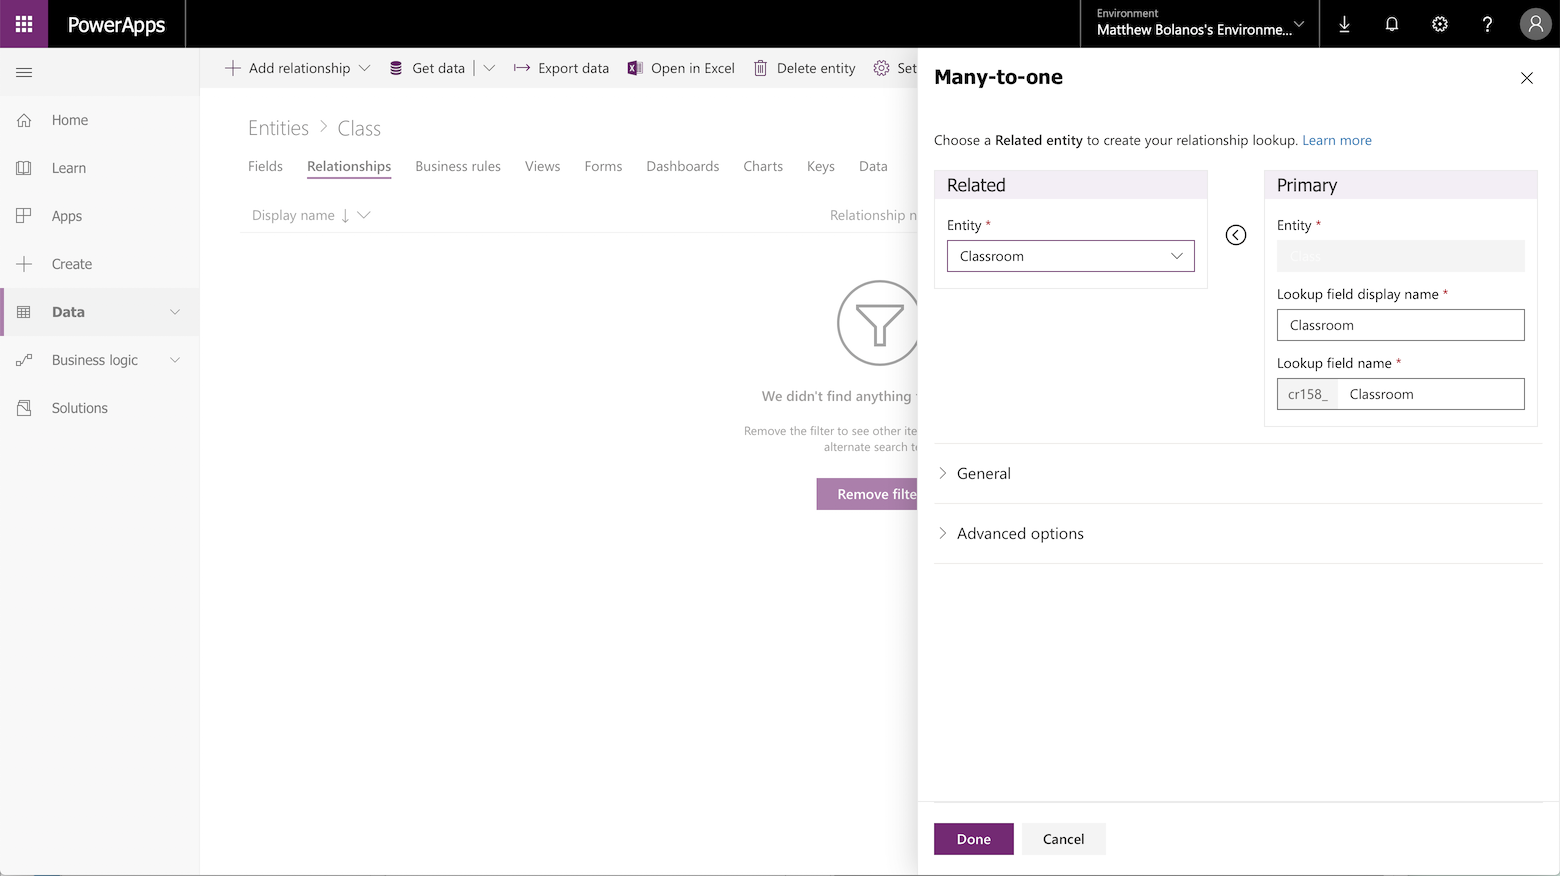 PowerApps
Environment
Matthew Bolanos's Environme...
Home
Learn
Apps
Create
Data
Business logic
Solutions
Add relationship
Get data
Export data
Open in Excel
Delete entity
Set
Entities > Class
Fields Relationships Business rules Views Forms Dashboards Charts Keys Data
Display name
Relationship n
We didn't find anything
Remove the filter to see other ite
alternate search te
Remove filte
Many-to-one
Choose a Related entity to create your relationship lookup. Learn more
Related
Entity *
Classroom
Primary
Entity *
Class
Lookup field display name *
Classroom
Lookup field name *
cr158_ Classroom
General
Advanced options
Done
Cancel